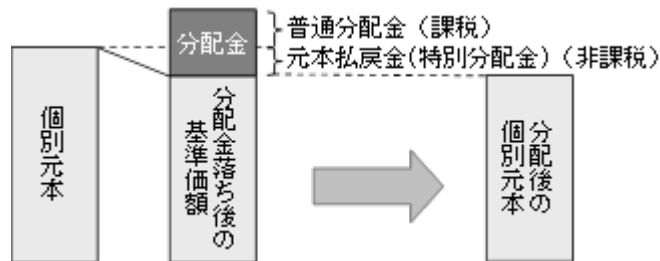 分配金
普通分配金（課税）
元本払戻金(特別分配金)（非課税）
個別元本
分配金落ち後の
基準価額
分配後の
個別元本